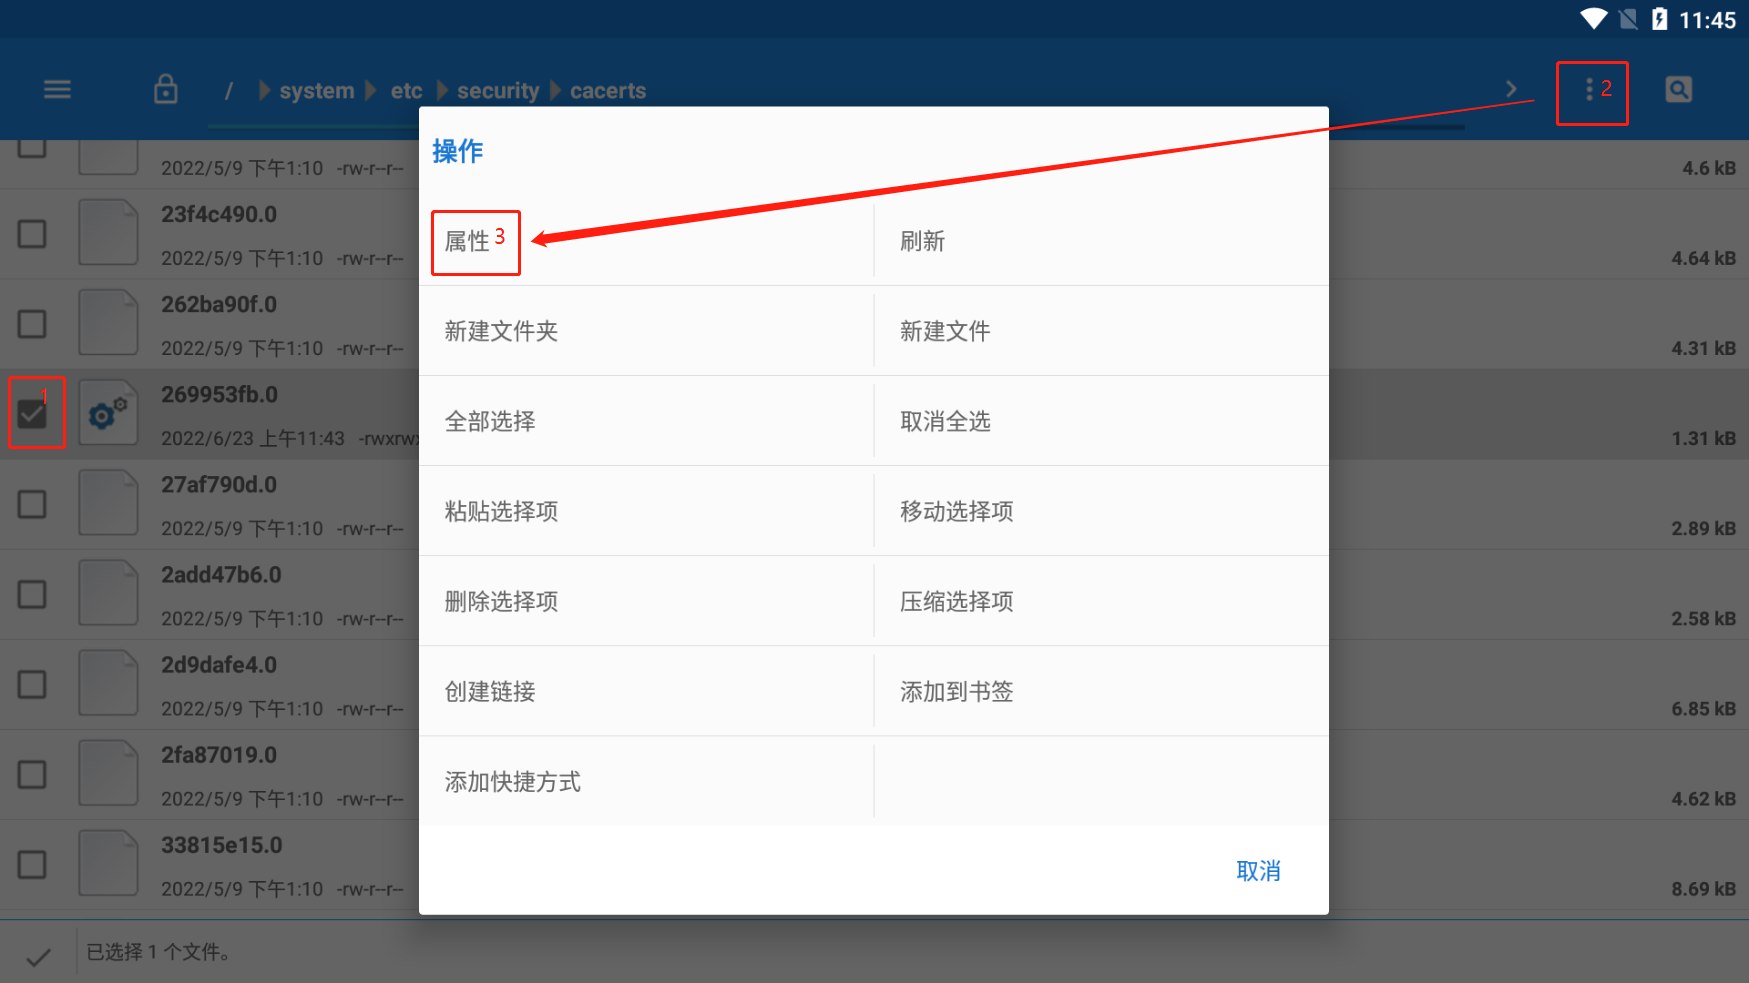 11:45
/ system etc security cacerts
2
2022/5/9 下午1:10 -rw-r--r--
4.6 kB
23f4c490.0
2022/5/9 下午1:10 -rw-r--r--
4.64 kB
262ba90f.0
2022/5/9 下午1:10 -rw-r--r--
4.31 kB
1
269953fb.0
2022/6/23 上午11:43 -rwxrwx
1.31 kB
27af790d.0
2022/5/9 下午1:10 -rw-r--r--
2.89 kB
2add47b6.0
2022/5/9 下午1:10 -rw-r--r--
2.58 kB
2d9dafe4.0
2022/5/9 下午1:10 -rw-r--r--
6.85 kB
2fa87019.0
2022/5/9 下午1:10 -rw-r--r--
4.62 kB
33815e15.0
2022/5/9 下午1:10 -rw-r--r--
8.69 kB
操作
属性 3
刷新
新建文件夹
新建文件
全部选择
取消全选
粘贴选择项
移动选择项
删除选择项
压缩选择项
创建链接
添加到书签
添加快捷方式
取消
已选择 1 个文件。